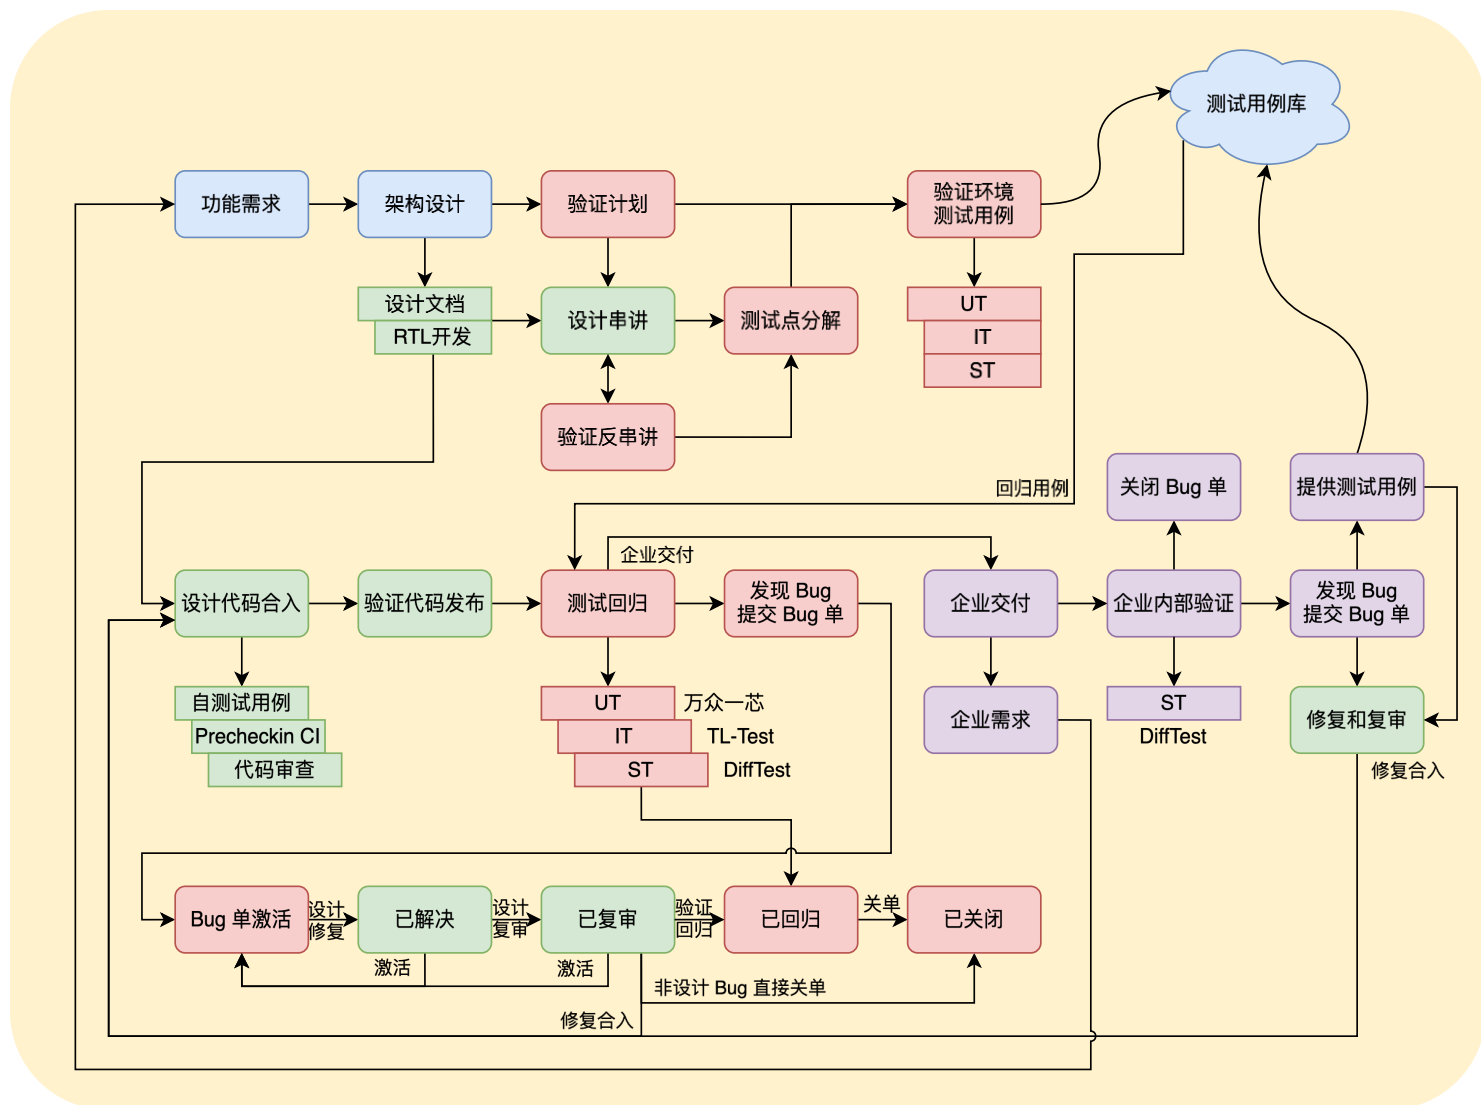 测试用例库
功能需求
架构设计
验证计划
验证环境
测试用例
设计文档
RTL开发
设计串讲
测试点分解
UT
IT
ST
验证反串讲
回归用例
关闭 Bug 单
提供测试用例
企业交付
设计代码合入
验证代码发布
测试回归
发现 Bug
提交 Bug 单
企业交付
企业内部验证
发现 Bug
提交 Bug 单
自测试用例
Precheckin CI
代码审查
UT
万众一芯
IT
TL-Test
ST
DiffTest
企业需求
ST
DiffTest
修复和复审
修复合入
Bug 单激活
设计
修复
已解决
设计
复审
已复审
验证
回归
已回归
关单
已关闭
激活
激活
非设计 Bug 直接关单
修复合入